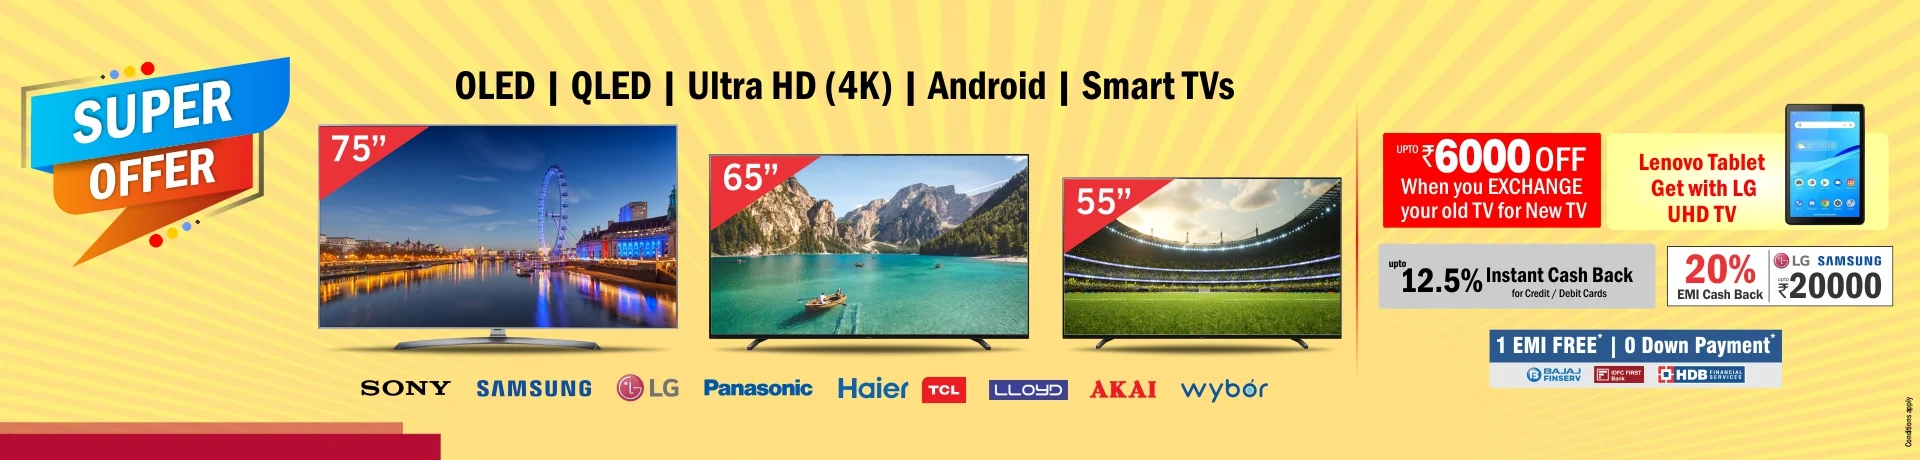 SUPER
OFFER
OLED | QLED | Ultra HD (4K) | Android | Smart TVs
75”
65”
55”
SONY SAMSUNG LG Panasonic Haier TCL LLOYD AKAI wybór
UPTO ₹6000 OFF
When you EXCHANGE
your old TV for New TV
Lenovo Tablet
Get with LG
UHD TV
upto
12.5% Instant Cash Back
for Credit / Debit Cards
20%
EMI Cash Back
LG SAMSUNG
upto ₹20000
1 EMI FREE* | 0 Down Payment*
B BAJAJ FINSERV IDFC FIRST Bank HDB FINANCIAL SERVICES
Conditions apply